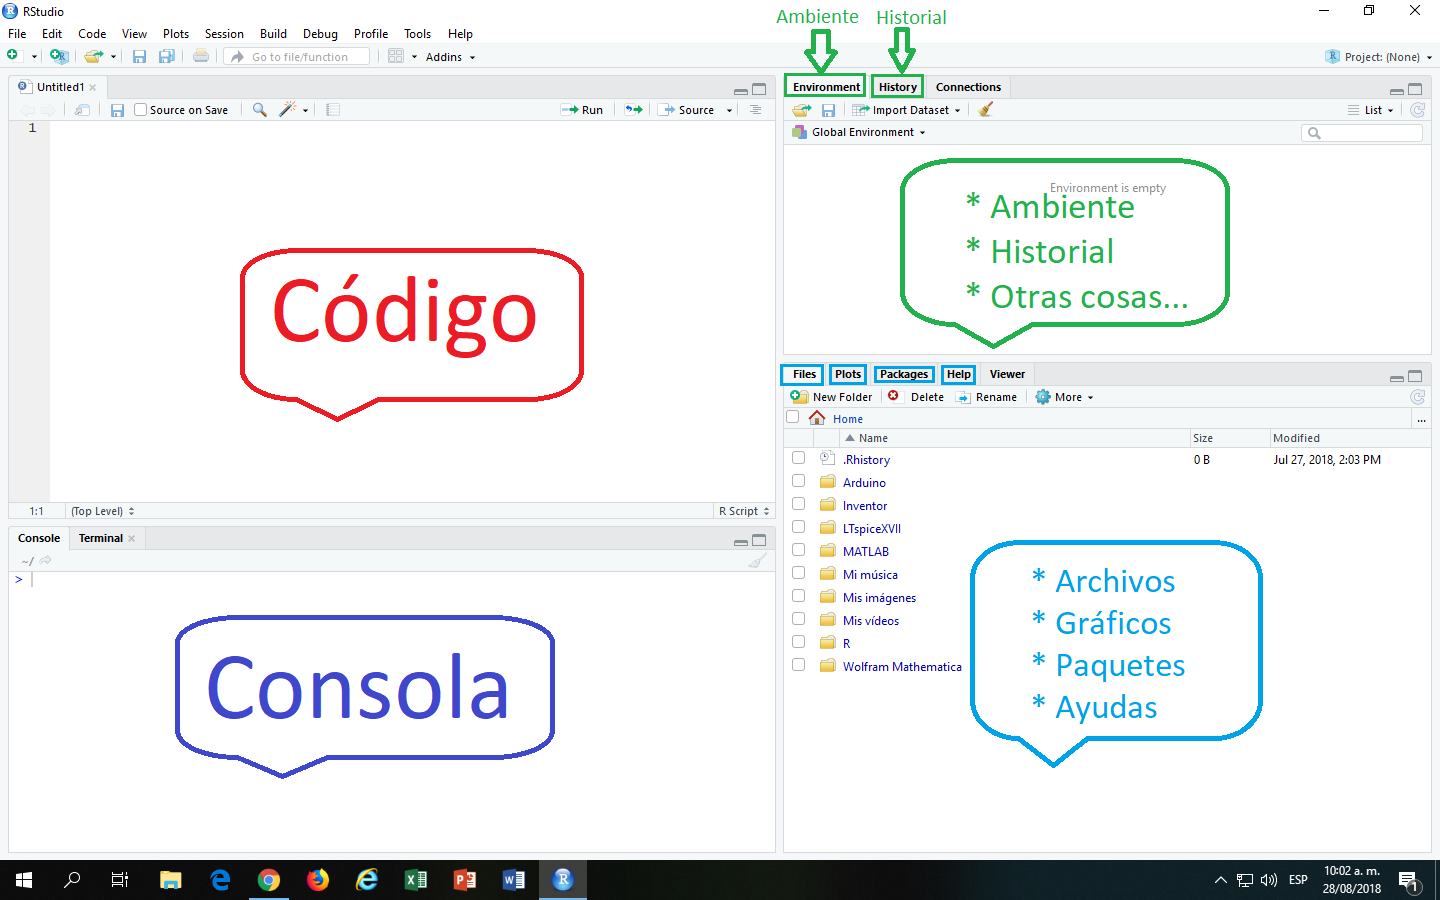 RStudio
Ambiente Historial
File Edit Code View Plots Session Build Debug Profile Tools Help
Go to file/function Addins Project: (None)
Untitled1
Source on Save Run Source
1
Código
1:1 (Top Level) R Script
Console Terminal
~/
>
Consola
Environment History Connections
Import Dataset List
Global Environment
Environment is empty
* Ambiente
* Historial
* Otras cosas...
Files Plots Packages Help Viewer
New Folder Delete Rename More
Home ...
Name Size Modified
.Rhistory 0 B Jul 27, 2018, 2:03 PM
Arduino
Inventor
LTspiceXVII
MATLAB
Mi música
Mis imágenes
Mis vídeos
R
Wolfram Mathematica
* Archivos
* Gráficos
* Paquetes
* Ayudas
ESP
10:02 a. m.
28/08/2018
1